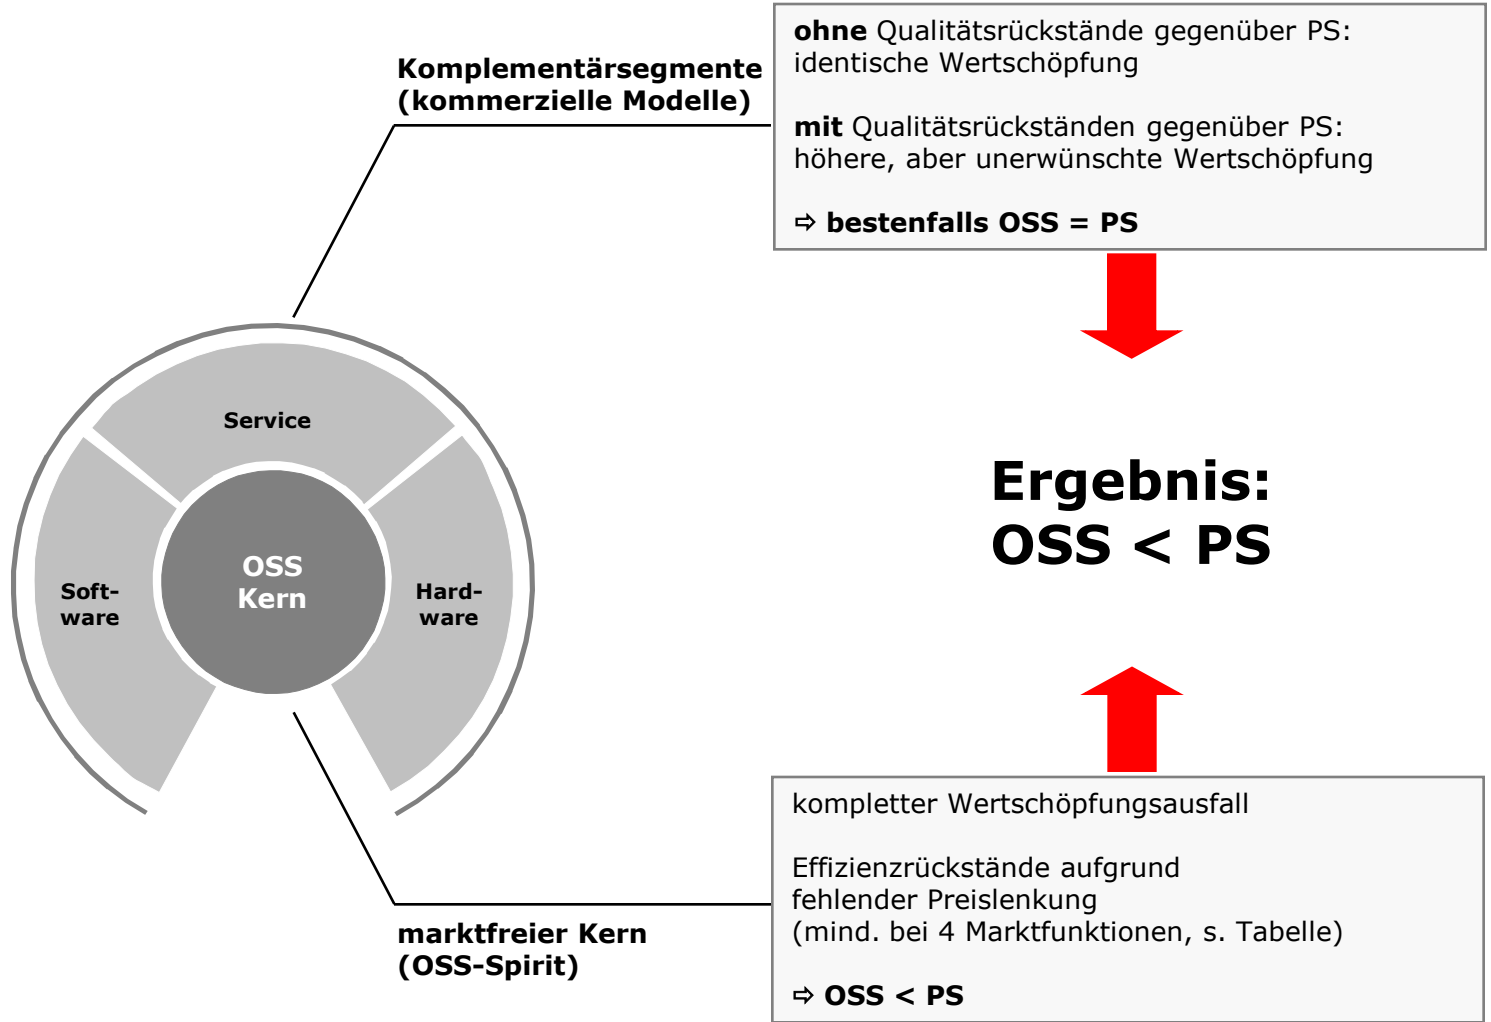 Komplementärsegmente
(kommerzielle Modelle)
ohne Qualitätsrückstände gegenüber PS:
identische Wertschöpfung
mit Qualitätsrückständen gegenüber PS:
höhere, aber unerwünschte Wertschöpfung
⇨ bestenfalls OSS = PS
Service
Soft-
ware
OSS
Kern
Hard-
ware
Ergebnis:
OSS < PS
marktfreier Kern
(OSS-Spirit)
kompletter Wertschöpfungsausfall
Effizienzrückstände aufgrund
fehlender Preislenkung
(mind. bei 4 Marktfunktionen, s. Tabelle)
⇨ OSS < PS